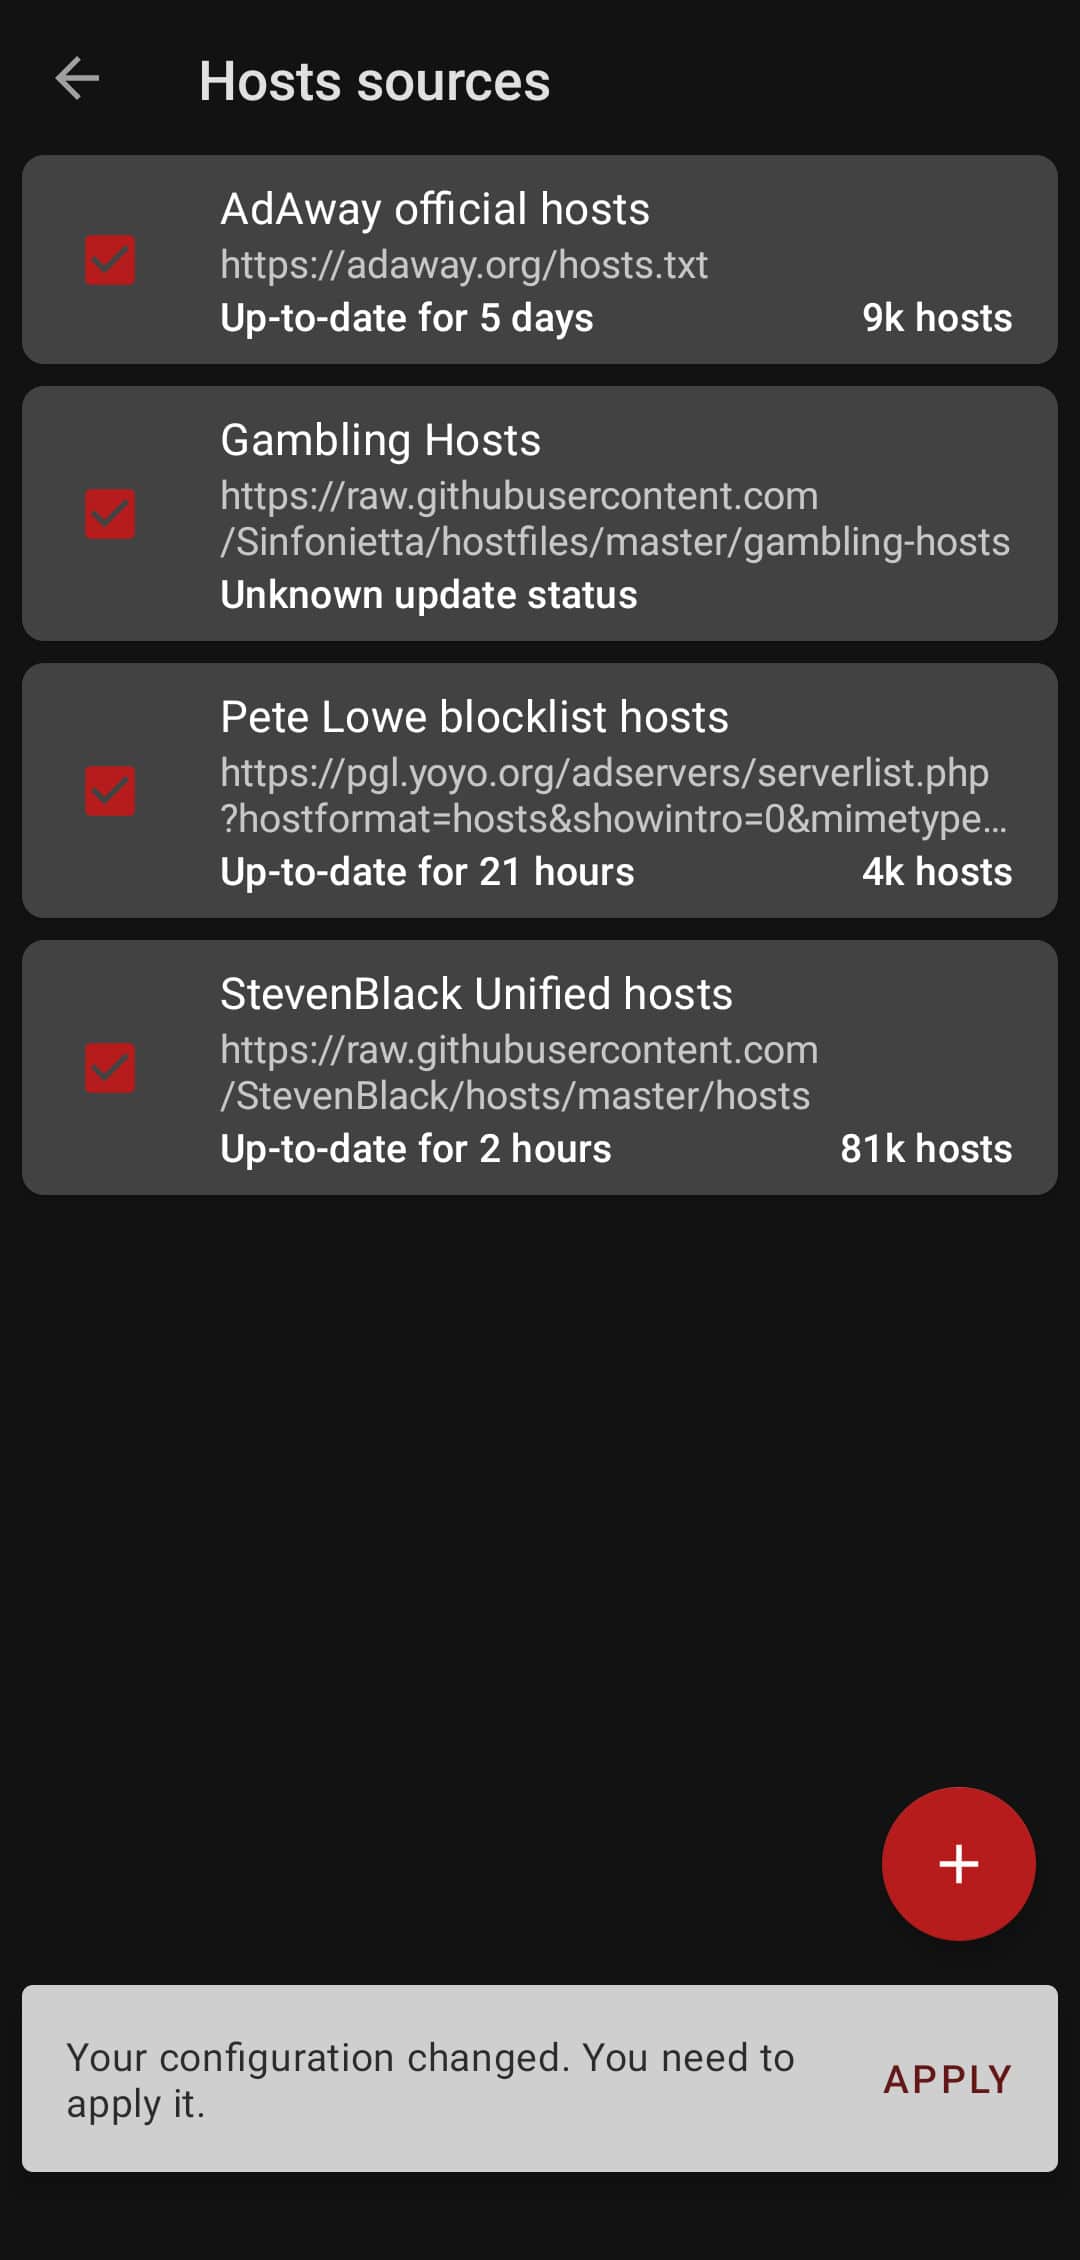 Hosts sources
AdAway official hosts
https://adaway.org/hosts.txt
Up-to-date for 5 days 9k hosts
Gambling Hosts
https://raw.githubusercontent.com
/Sinfonietta/hostfiles/master/gambling-hosts
Unknown update status
Pete Lowe blocklist hosts
https://pgl.yoyo.org/adservers/serverlist.php
?hostformat=hosts&showintro=0&mimetype…
Up-to-date for 21 hours 4k hosts
StevenBlack Unified hosts
https://raw.githubusercontent.com
/StevenBlack/hosts/master/hosts
Up-to-date for 2 hours 81k hosts
Your configuration changed. You need to
apply it.
APPLY